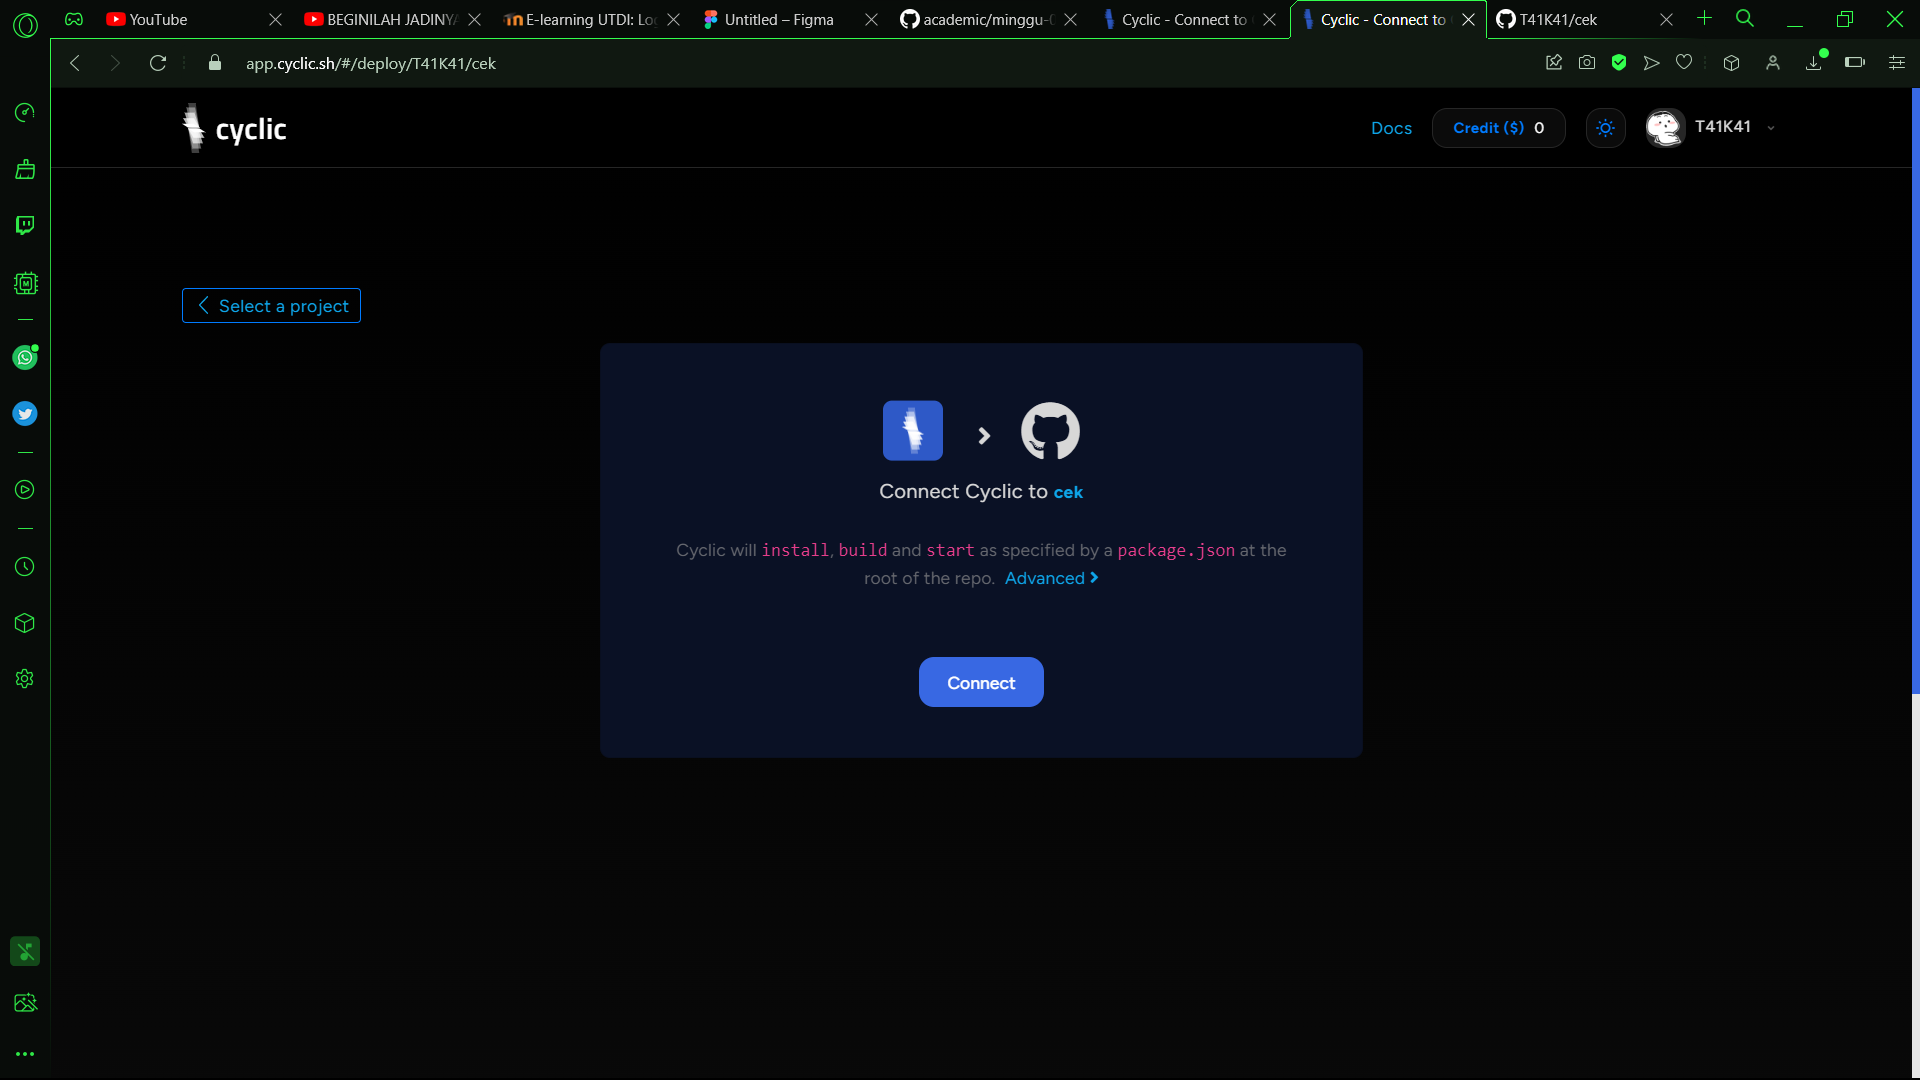 YouTube
BEGINILAH JADINYA
E-learning UTDI: Lo
Untitled – Figma
academic/minggu-0
Cyclic - Connect to
Cyclic - Connect to
T41K41/cek
app.cyclic.sh/#/deploy/T41K41/cek
cyclic
Docs
Credit ($) 0
T41K41
Select a project
Connect Cyclic to cek
Cyclic will install, build and start as specified by a package.json at the
root of the repo. Advanced
Connect